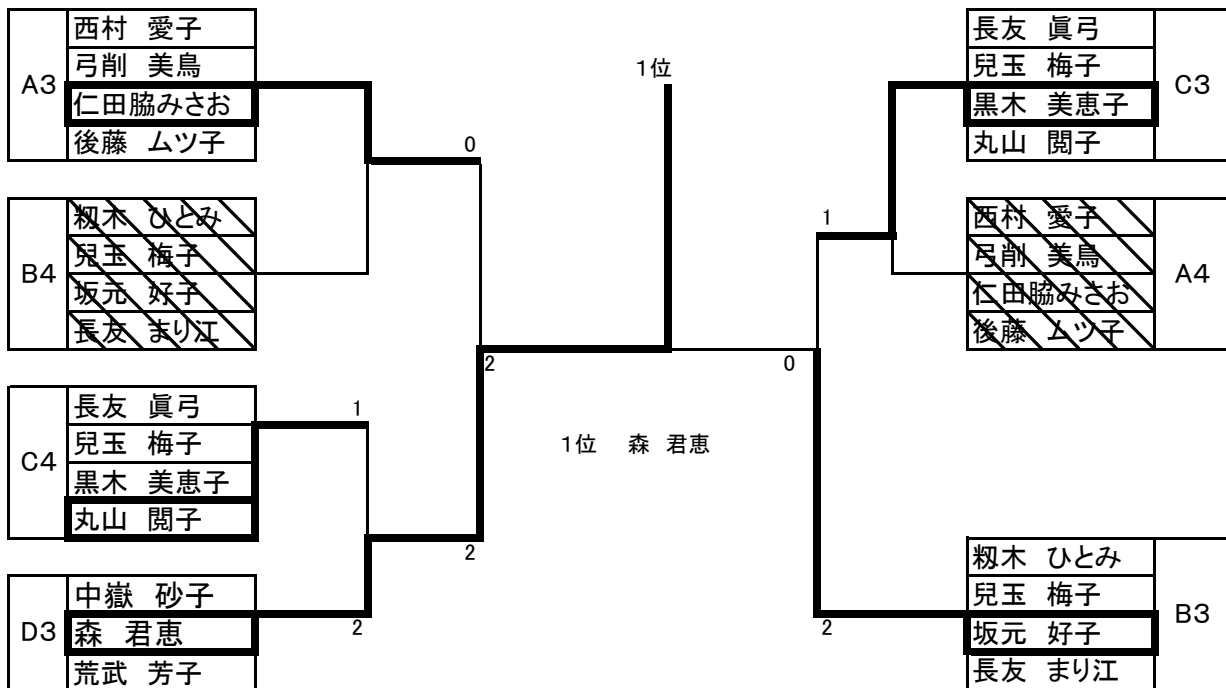 A3
西村 愛子
弓削 美鳥
仁田脇みさお
後藤 ムツ子
B4
籾木 ひとみ
兒玉 梅子
坂元 好子
長友 まり江
C4
長友 眞弓
兒玉 梅子
黒木 美恵子
丸山 閲子
D3
中嶽 砂子
森 君恵
荒武 芳子
0
1
2
2
2
1位
1位 森 君恵
1
0
2
長友 眞弓
兒玉 梅子
黒木 美恵子
丸山 閲子
C3
西村 愛子
弓削 美鳥
仁田脇みさお
後藤 ムツ子
A4
籾木 ひとみ
兒玉 梅子
坂元 好子
長友 まり江
B3